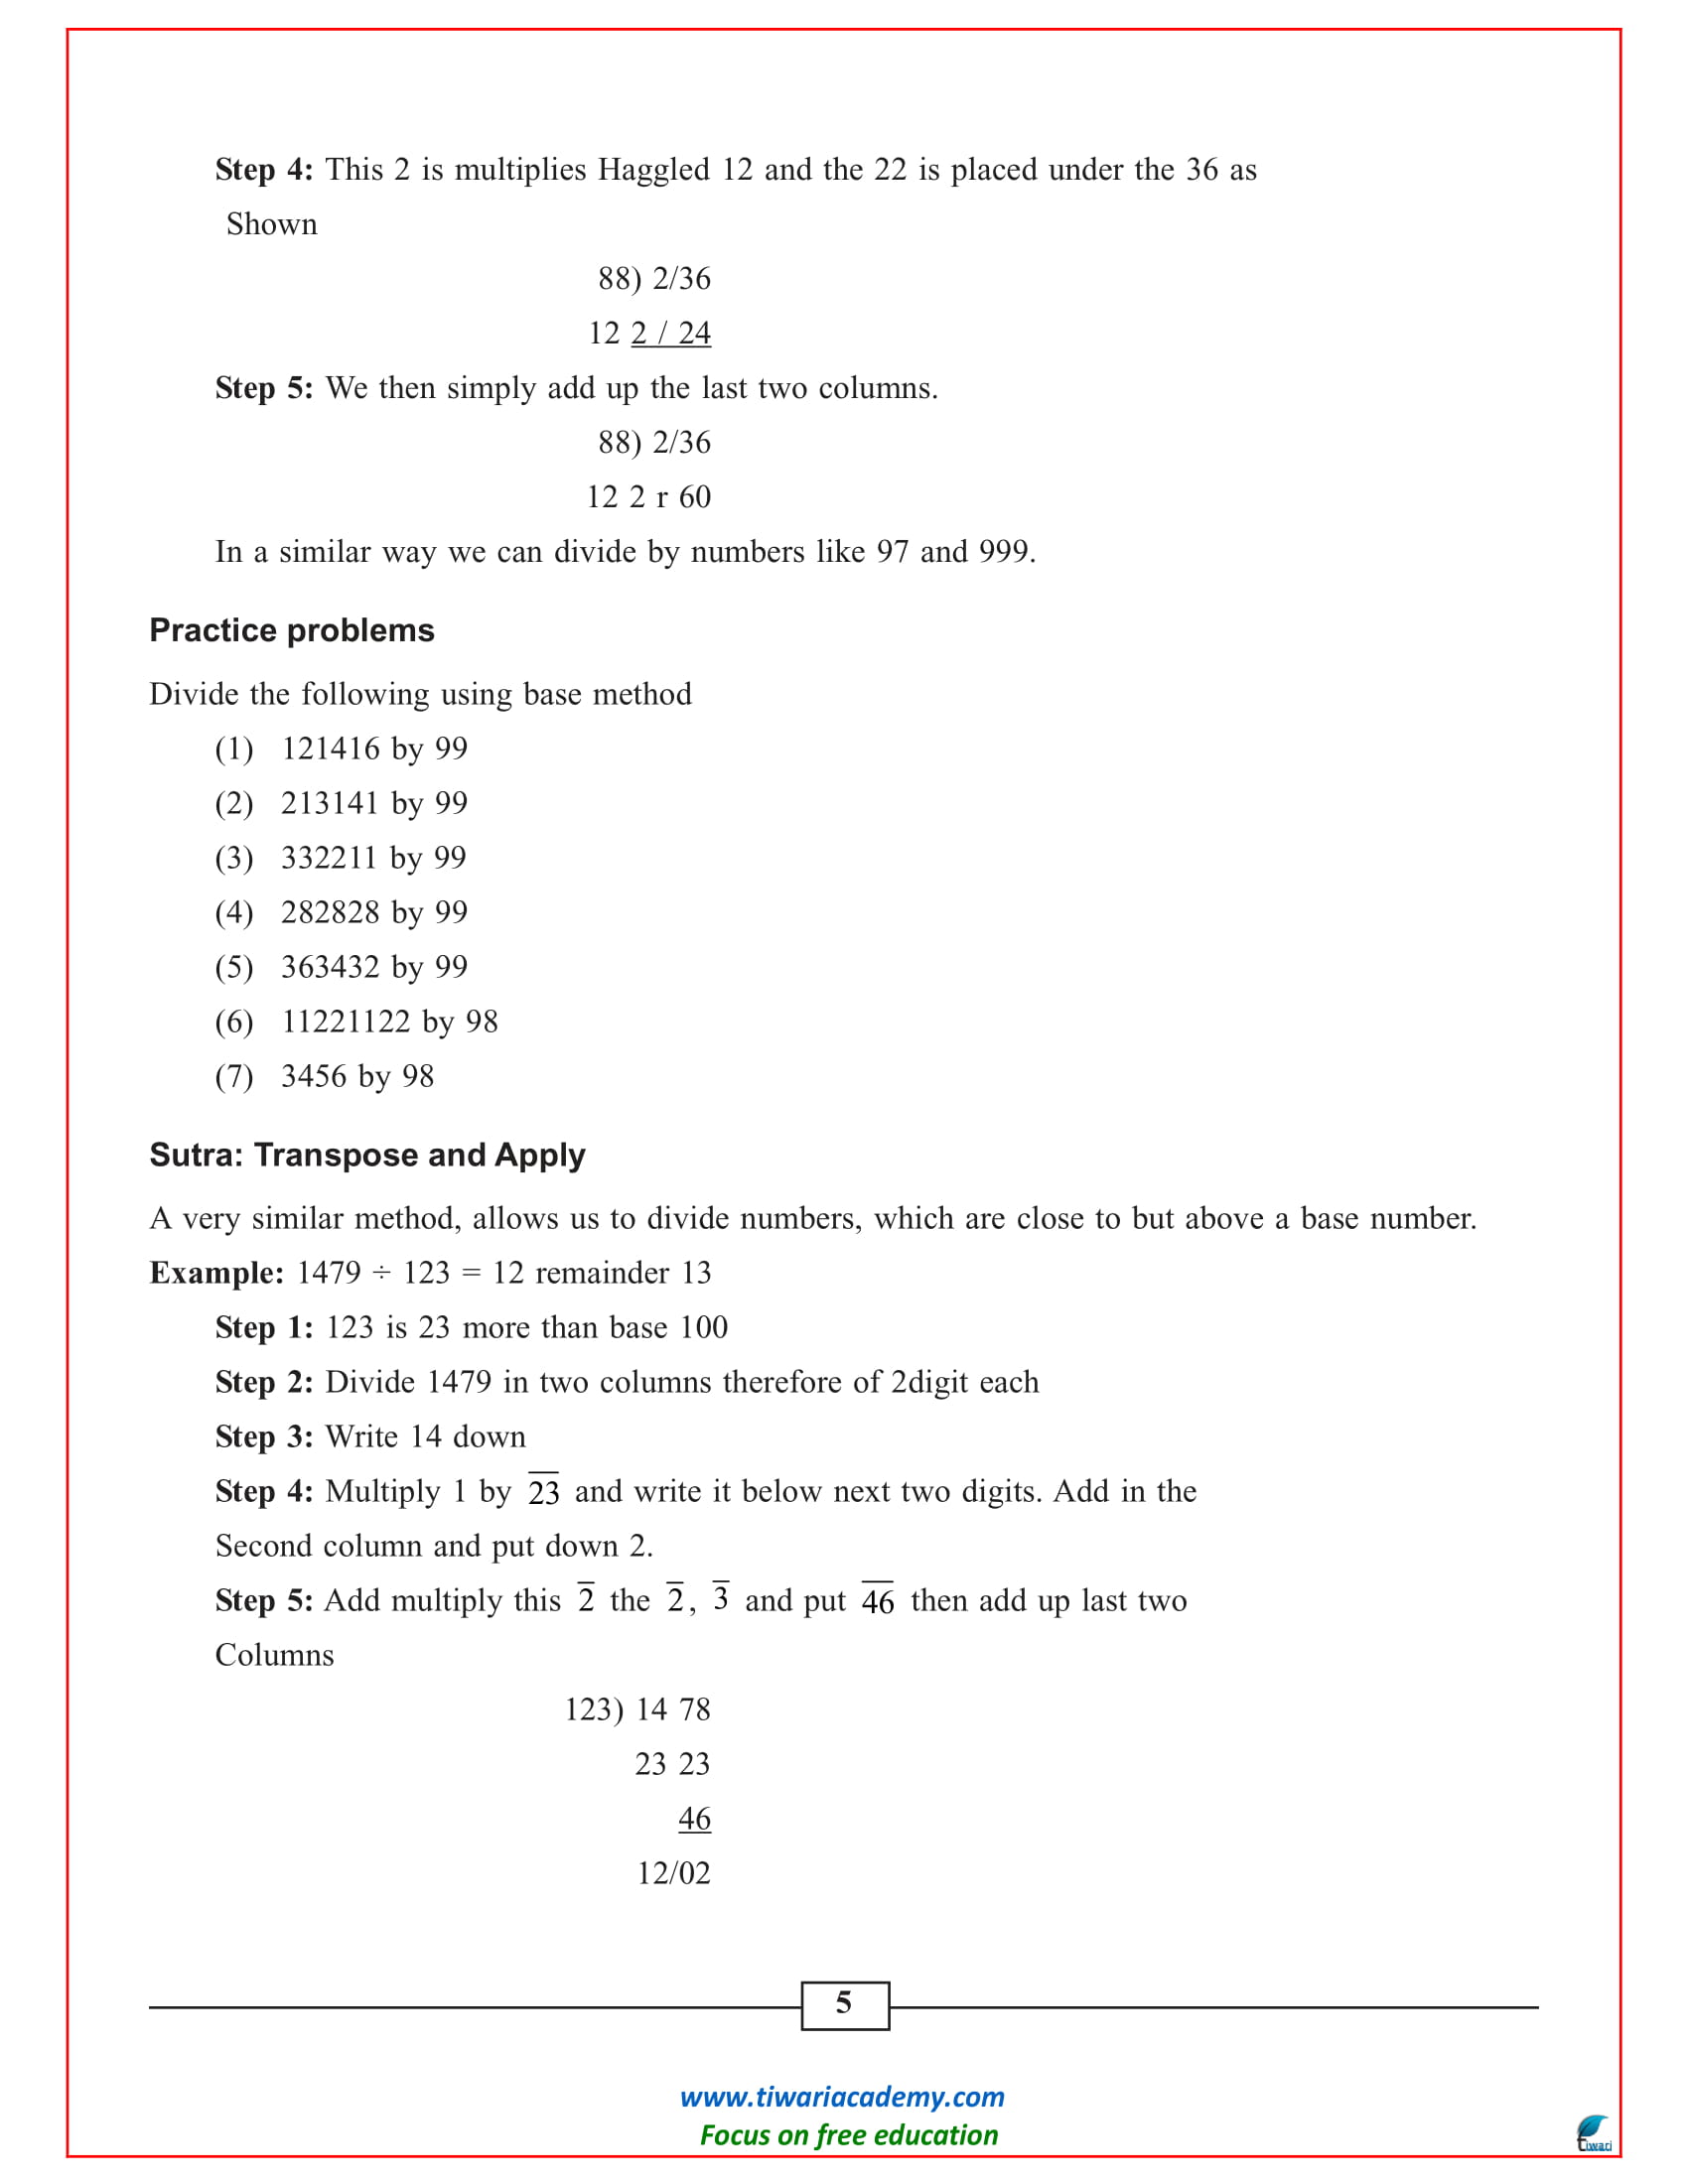 Step 4: This 2 is multiplies Haggled 12 and the 22 is placed under the 36 as
Shown
88) 2/36
12 2 / 24
Step 5: We then simply add up the last two columns.
88) 2/36
12 2 r 60
In a similar way we can divide by numbers like 97 and 999.
Practice problems
Divide the following using base method
(1) 121416 by 99
(2) 213141 by 99
(3) 332211 by 99
(4) 282828 by 99
(5) 363432 by 99
(6) 11221122 by 98
(7) 3456 by 98
Sutra: Transpose and Apply
A very similar method, allows us to divide numbers, which are close to but above a base number.
Example: 1479 ÷ 123 = 12 remainder 13
Step 1: 123 is 23 more than base 100
Step 2: Divide 1479 in two columns therefore of 2digit each
Step 3: Write 14 down
Step 4: Multiply 1 by 2̅3̅ and write it below next two digits. Add in the
Second column and put down 2.
Step 5: Add multiply this 2̅ the 2̅, 3̅ and put 4̅6̅ then add up last two
Columns
123) 14 78
23 23
46
12/02
5
www.tiwariacademy.com
Focus on free education
tiwari